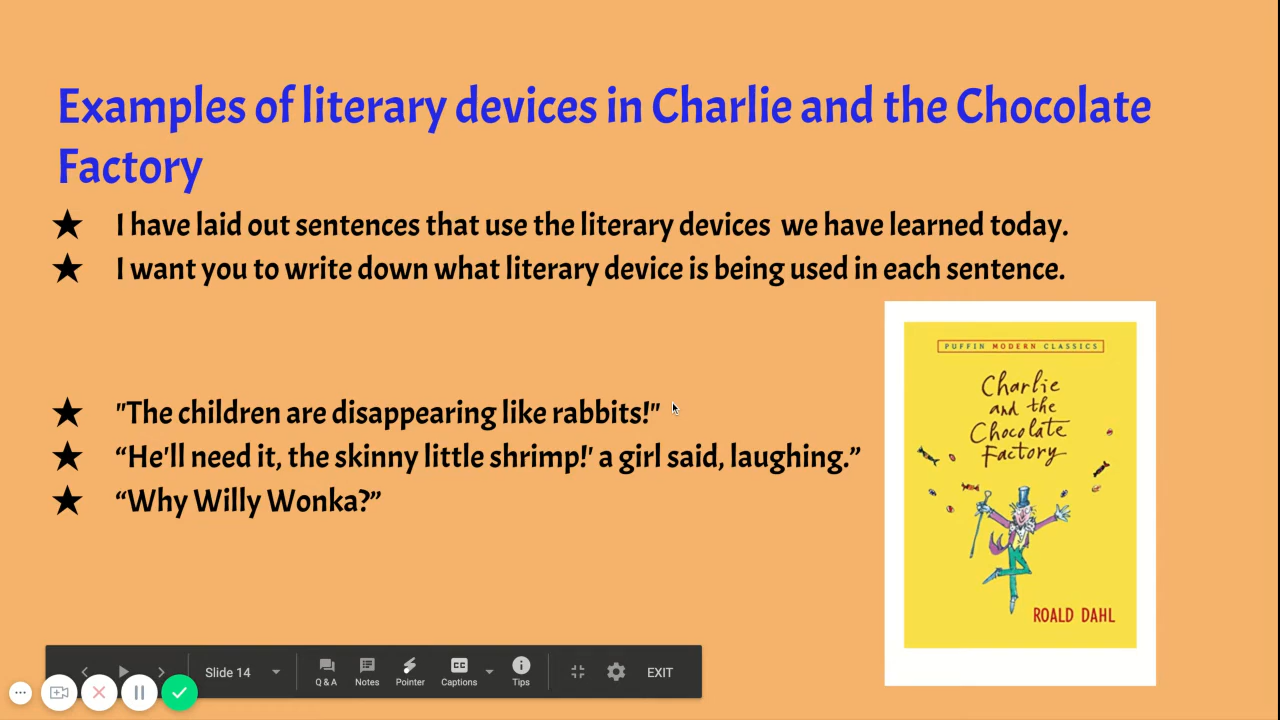 Examples of literary devices in Charlie and the Chocolate
Factory
★ I have laid out sentences that use the literary devices we have learned today.
★ I want you to write down what literary device is being used in each sentence.
★ "The children are disappearing like rabbits!"
★ “He'll need it, the skinny little shrimp!' a girl said, laughing.”
★ “Why Willy Wonka?”
PUFFIN MODERN CLASSICS
Charlie
and the
Chocolate
Factory
ROALD DAHL
Slide 14
Q & A
Notes
Pointer
CC
Captions
Tips
EXIT